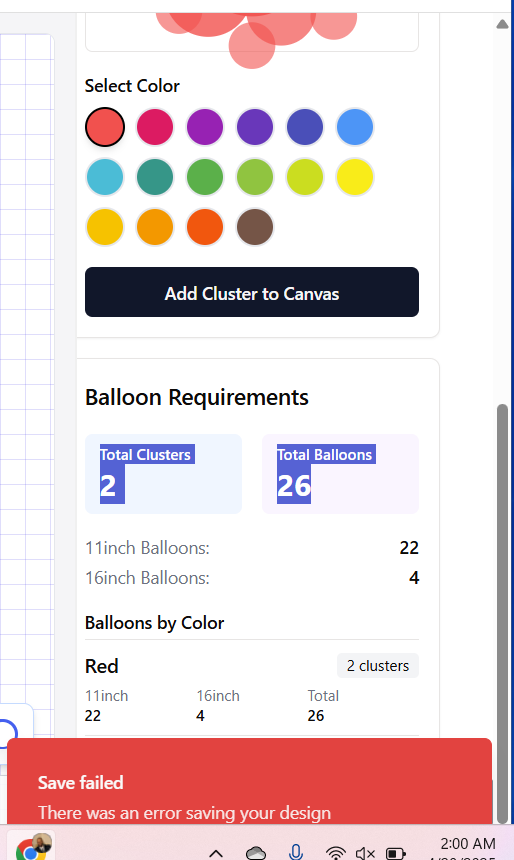 Select Color
Add Cluster to Canvas
Balloon Requirements
Total Clusters
2
Total Balloons
26
11inch Balloons: 22
16inch Balloons: 4
Balloons by Color
Red 2 clusters
11inch 16inch Total
22 4 26
Save failed
There was an error saving your design
2:00 AM